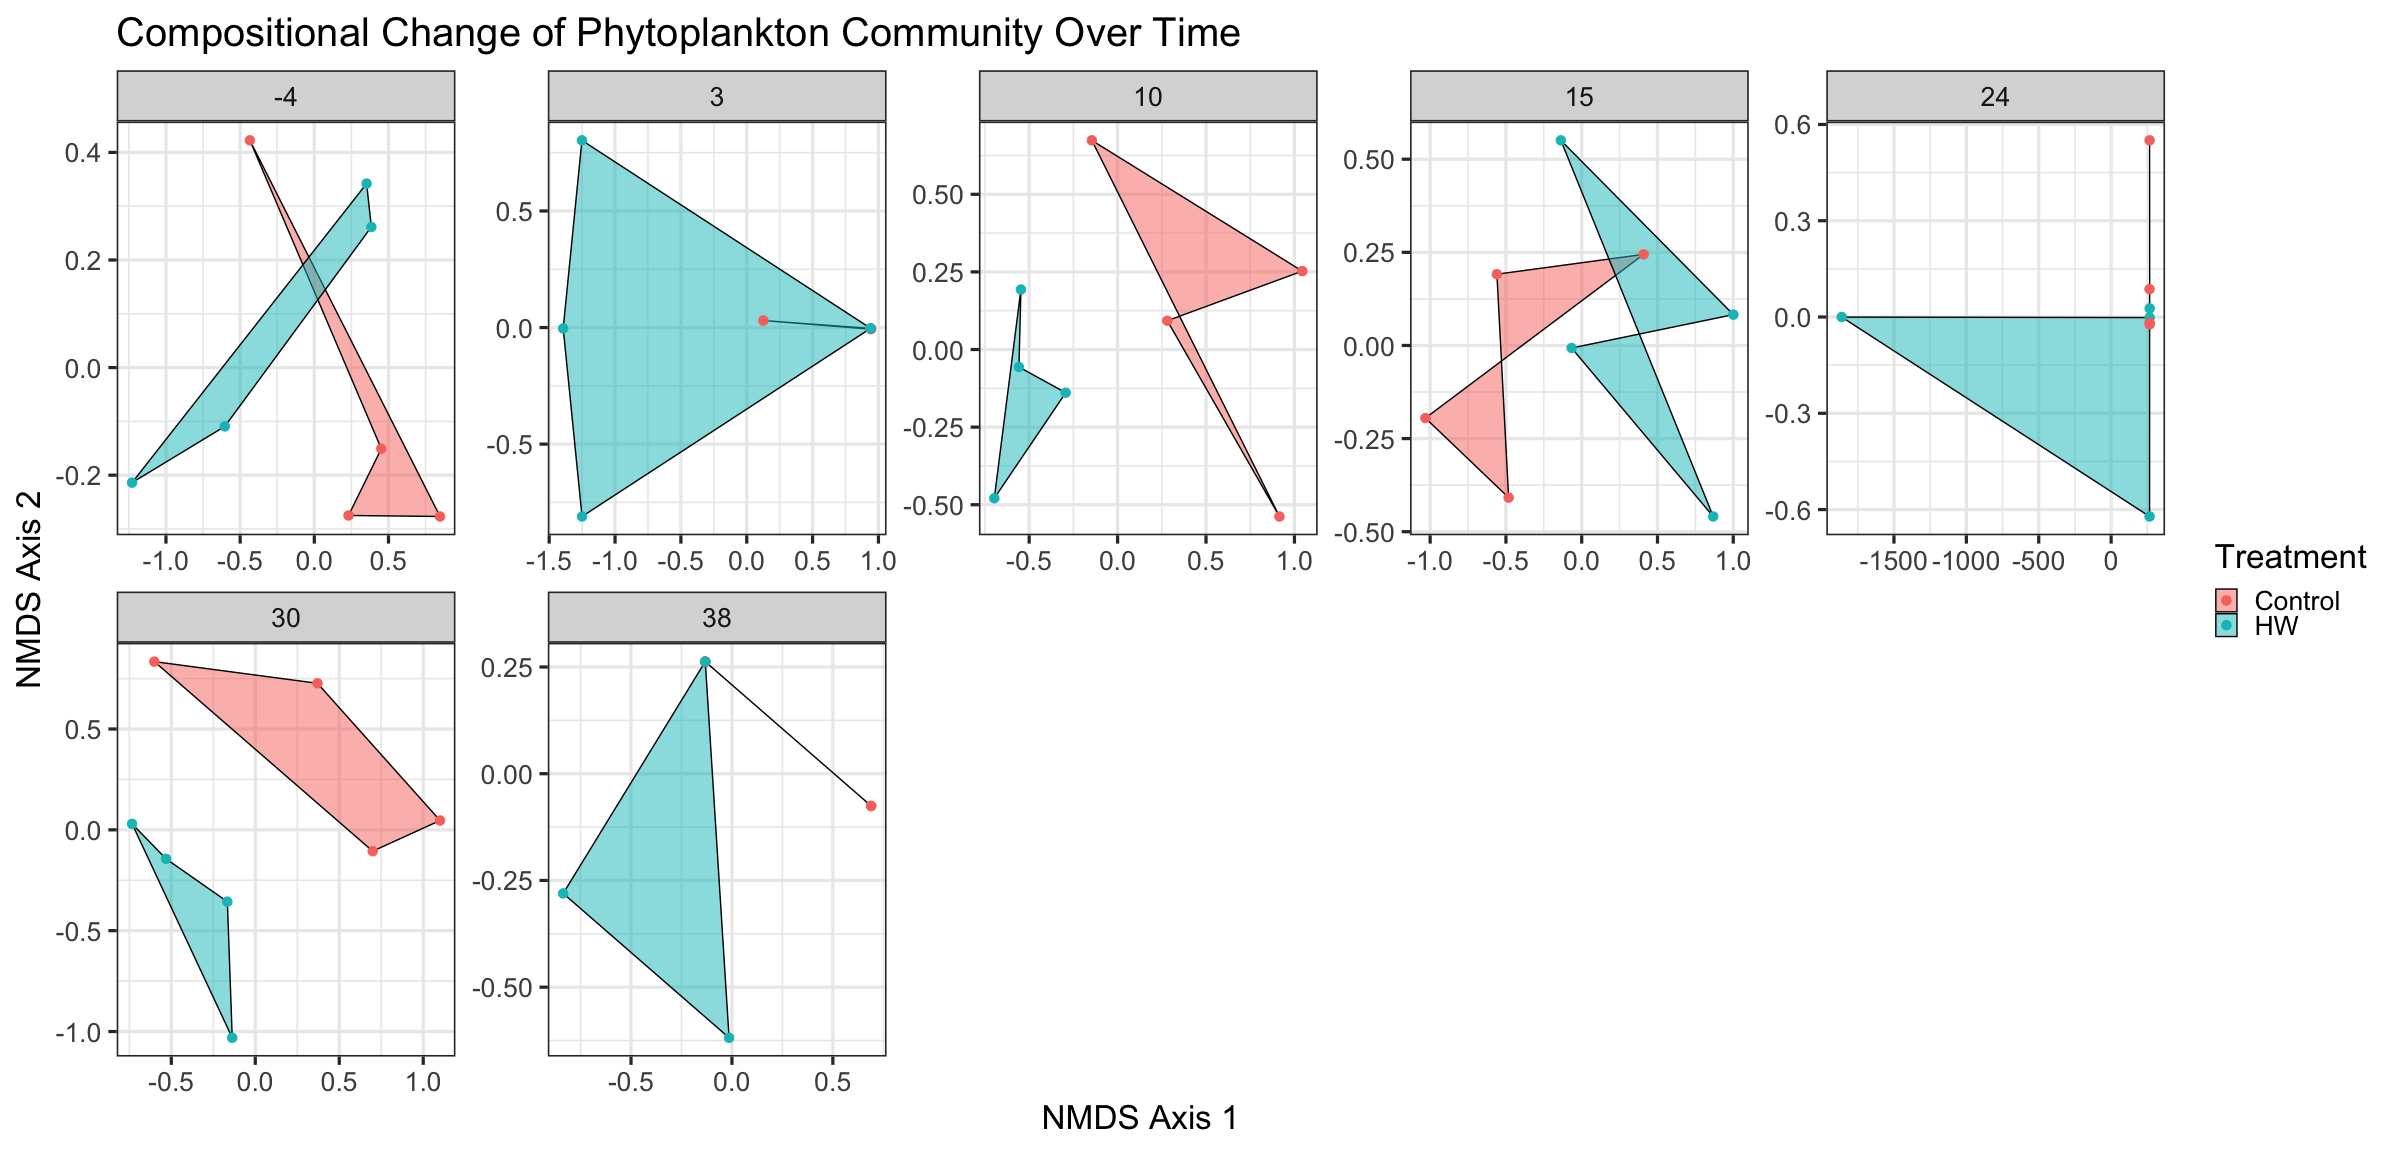 Compositional Change of Phytoplankton Community Over Time
-4
3
10
15
24
0.4
0.2
0.0
-0.2
-1.0 -0.5 0.0 0.5
0.5
0.0
-0.5
-1.5 -1.0 -0.5 0.0 0.5 1.0
0.50
0.25
0.00
-0.25
-0.50
-0.5 0.0 0.5 1.0
0.50
0.25
0.00
-0.25
-0.50
-1.0 -0.5 0.0 0.5 1.0
0.6
0.3
0.0
-0.3
-0.6
-1500 -1000 -500 0
30
38
0.5
0.0
-0.5
-1.0
-0.5 0.0 0.5 1.0
0.25
0.00
-0.25
-0.50
-0.5 0.0 0.5
NMDS Axis 2
NMDS Axis 1
Treatment
Control
HW